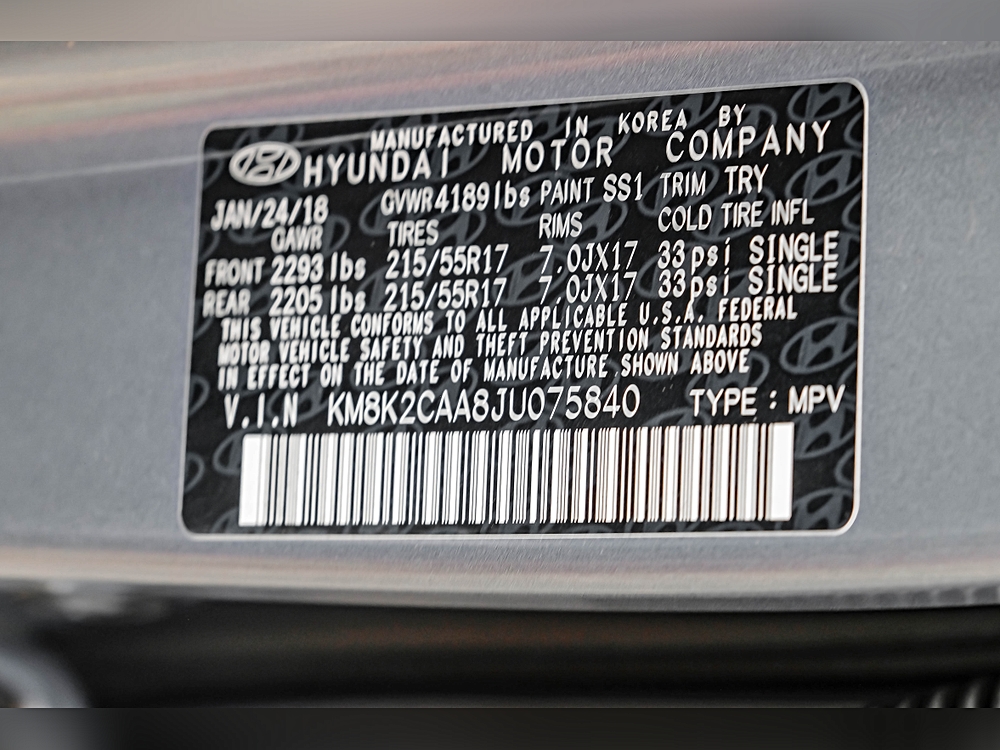 MANUFACTURED IN KOREA BY
HYUNDAI MOTOR COMPANY
JAN/24/18 GVWR4189lbs PAINT SS1 TRIM TRY
GAWR TIRES RIMS COLD TIRE INFL
FRONT 2293 lbs 215/55R17 7.0JX17 33psi SINGLE
REAR 2205 lbs 215/55R17 7.0JX17 33psi SINGLE
THIS VEHICLE CONFORMS TO ALL APPLICABLE U.S.A. FEDERAL
MOTOR VEHICLE SAFETY AND THEFT PREVENTION STANDARDS
IN EFFECT ON THE DATE OF MANUFACTURE SHOWN ABOVE
V.I.N KM8K2CAA8JU075840 TYPE : MPV